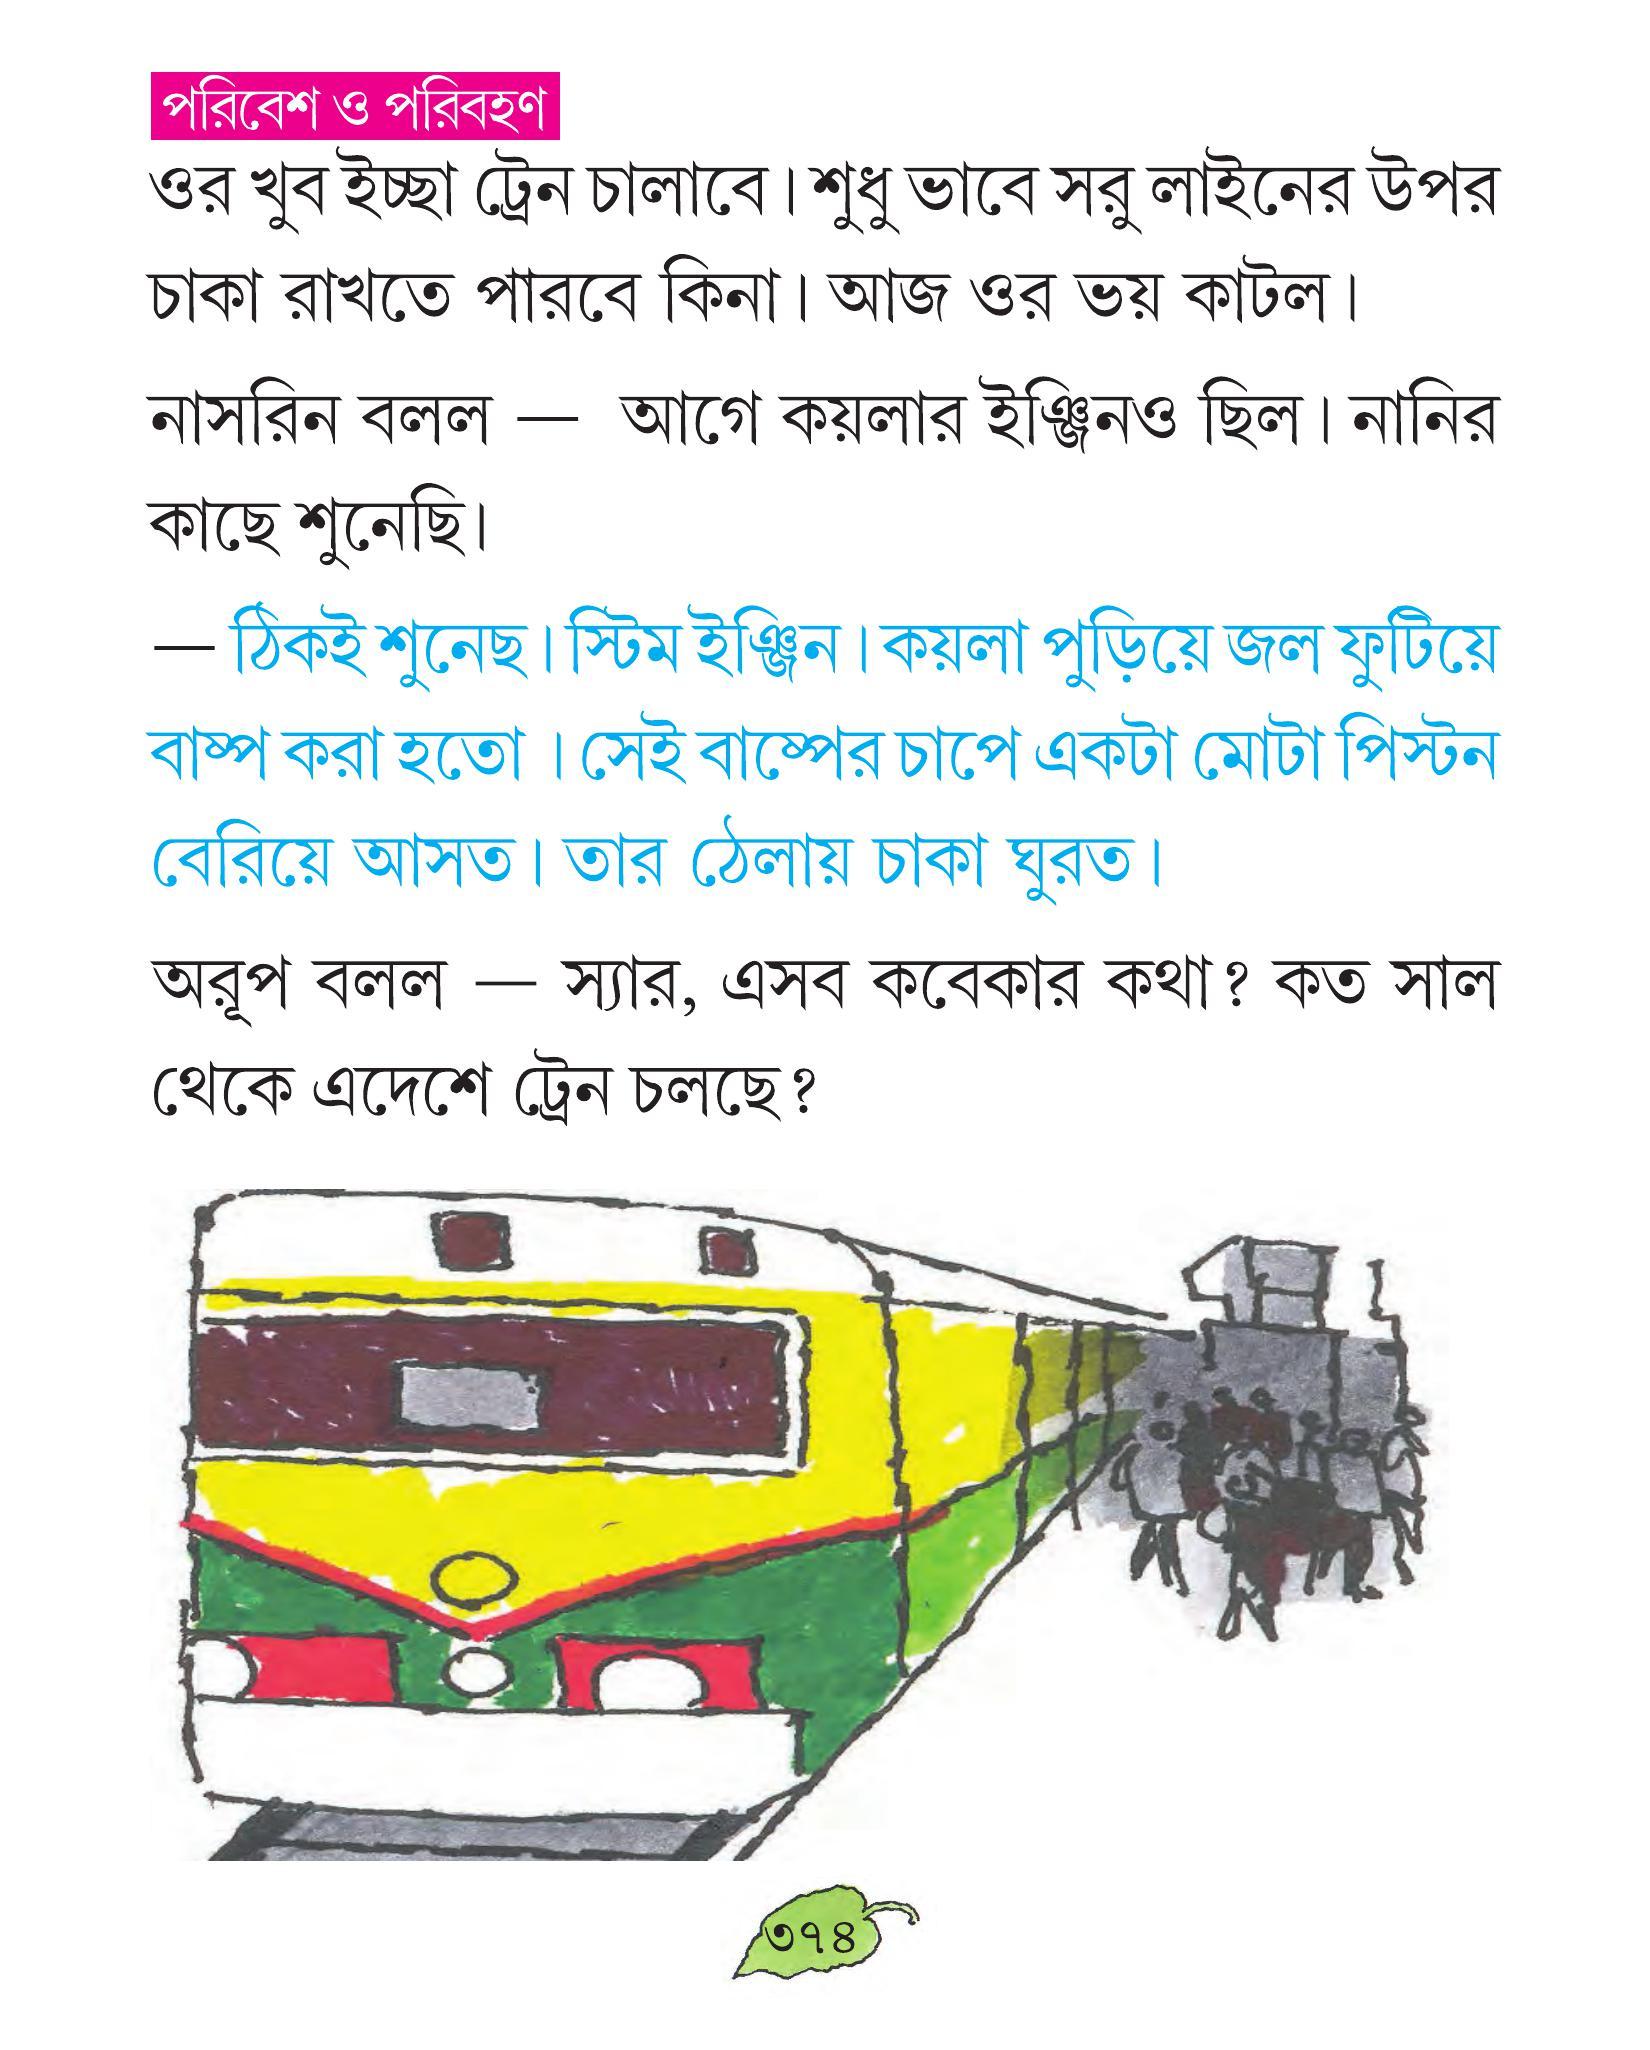 পরিবেশ ও পরিবহণ
ওর খুব ইচ্ছা ট্রেন চালাবে। শুধু ভাবে সরু লাইনের উপর
চাকা রাখতে পারবে কিনা। আজ ওর ভয় কাটল।
নাসরিন বলল — আগে কয়লার ইঞ্জিনও ছিল। নানির
কাছে শুনেছি।
— ঠিকই শুনেছ। স্টিম ইঞ্জিন। কয়লা পুড়িয়ে জল ফুটিয়ে
বাষ্প করা হতো । সেই বাষ্পের চাপে একটা মোটা পিস্টন
বেরিয়ে আসত। তার ঠেলায় চাকা ঘুরত।
অরূপ বলল — স্যার, এসব কবেকার কথা? কত সাল
থেকে এদেশে ট্রেন চলছে?
৩৭৪